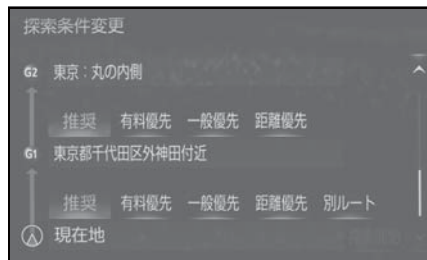 探索条件変更
G2 東京：丸の内側
推奨 有料優先 一般優先 距離優先
G1 東京都千代田区外神田付近
推奨 有料優先 一般優先 距離優先 別ルート
現在地